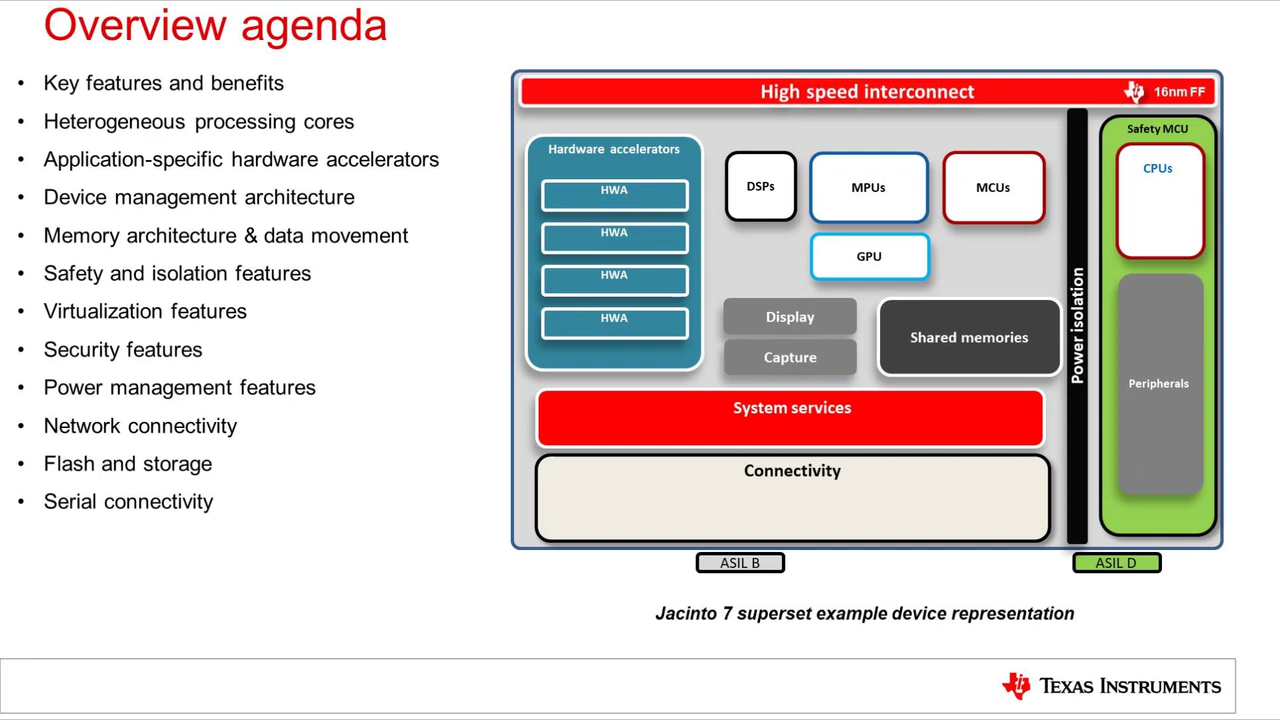 Overview agenda
• Key features and benefits
• Heterogeneous processing cores
• Application-specific hardware accelerators
• Device management architecture
• Memory architecture & data movement
• Safety and isolation features
• Virtualization features
• Security features
• Power management features
• Network connectivity
• Flash and storage
• Serial connectivity
High speed interconnect
16nm FF
Hardware accelerators
HWA
HWA
HWA
HWA
DSPs
MPUs
MCUs
GPU
Display
Capture
Shared memories
System services
Connectivity
Power isolation
Safety MCU
CPUs
Peripherals
ASIL B
ASIL D
Jacinto 7 superset example device representation
TEXAS INSTRUMENTS